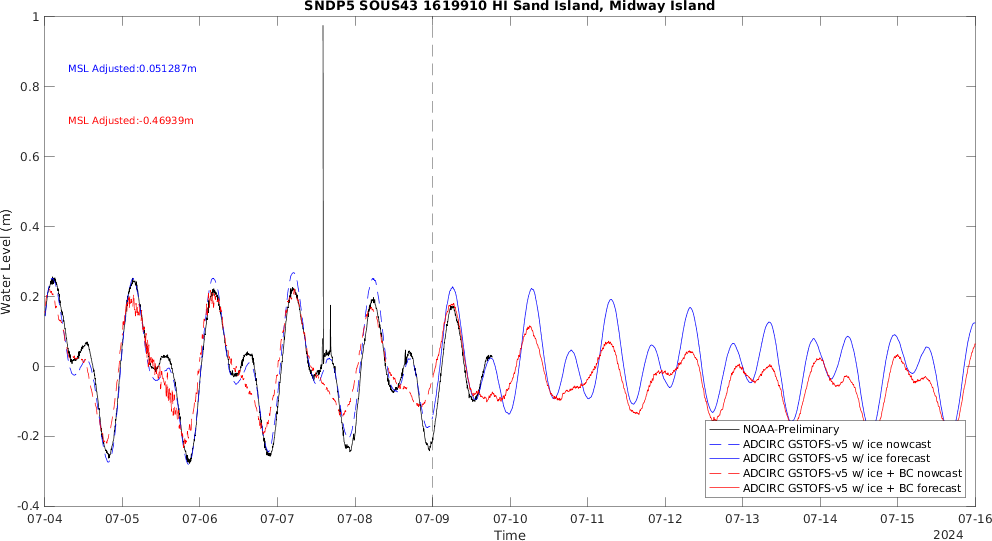 SNDP5 SOUS43 1619910 HI Sand Island, Midway Island
MSL Adjusted:0.051287m
MSL Adjusted:-0.46939m
Water Level (m)
1
0.8
0.6
0.4
0.2
0
-0.2
-0.4
NOAA-Preliminary
ADCIRC GSTOFS-v5 w/ ice nowcast
ADCIRC GSTOFS-v5 w/ ice forecast
ADCIRC GSTOFS-v5 w/ ice + BC nowcast
ADCIRC GSTOFS-v5 w/ ice + BC forecast
07-04 07-05 07-06 07-07 07-08 07-09 07-10 07-11 07-12 07-13 07-14 07-15 07-16
Time
2024